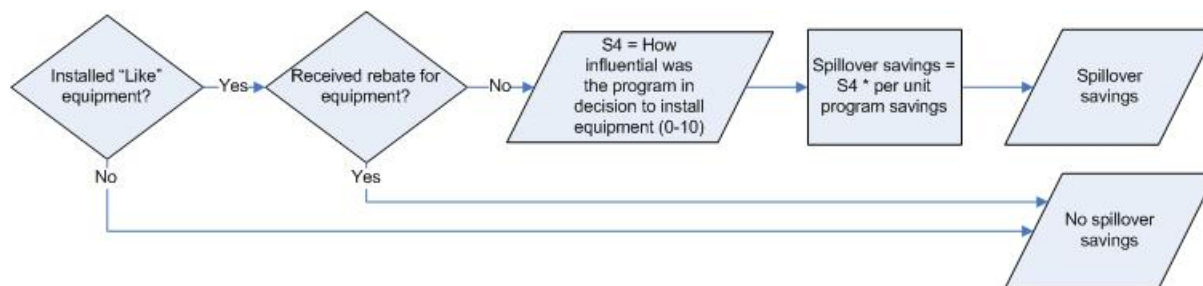 Installed “Like”
equipment?
Yes
Received rebate for
equipment?
No
S4 = How
influential was
the program in
decision to install
equipment (0-10)
Spillover savings =
S4 * per unit
program savings
Spillover
savings
No
Yes
No spillover
savings